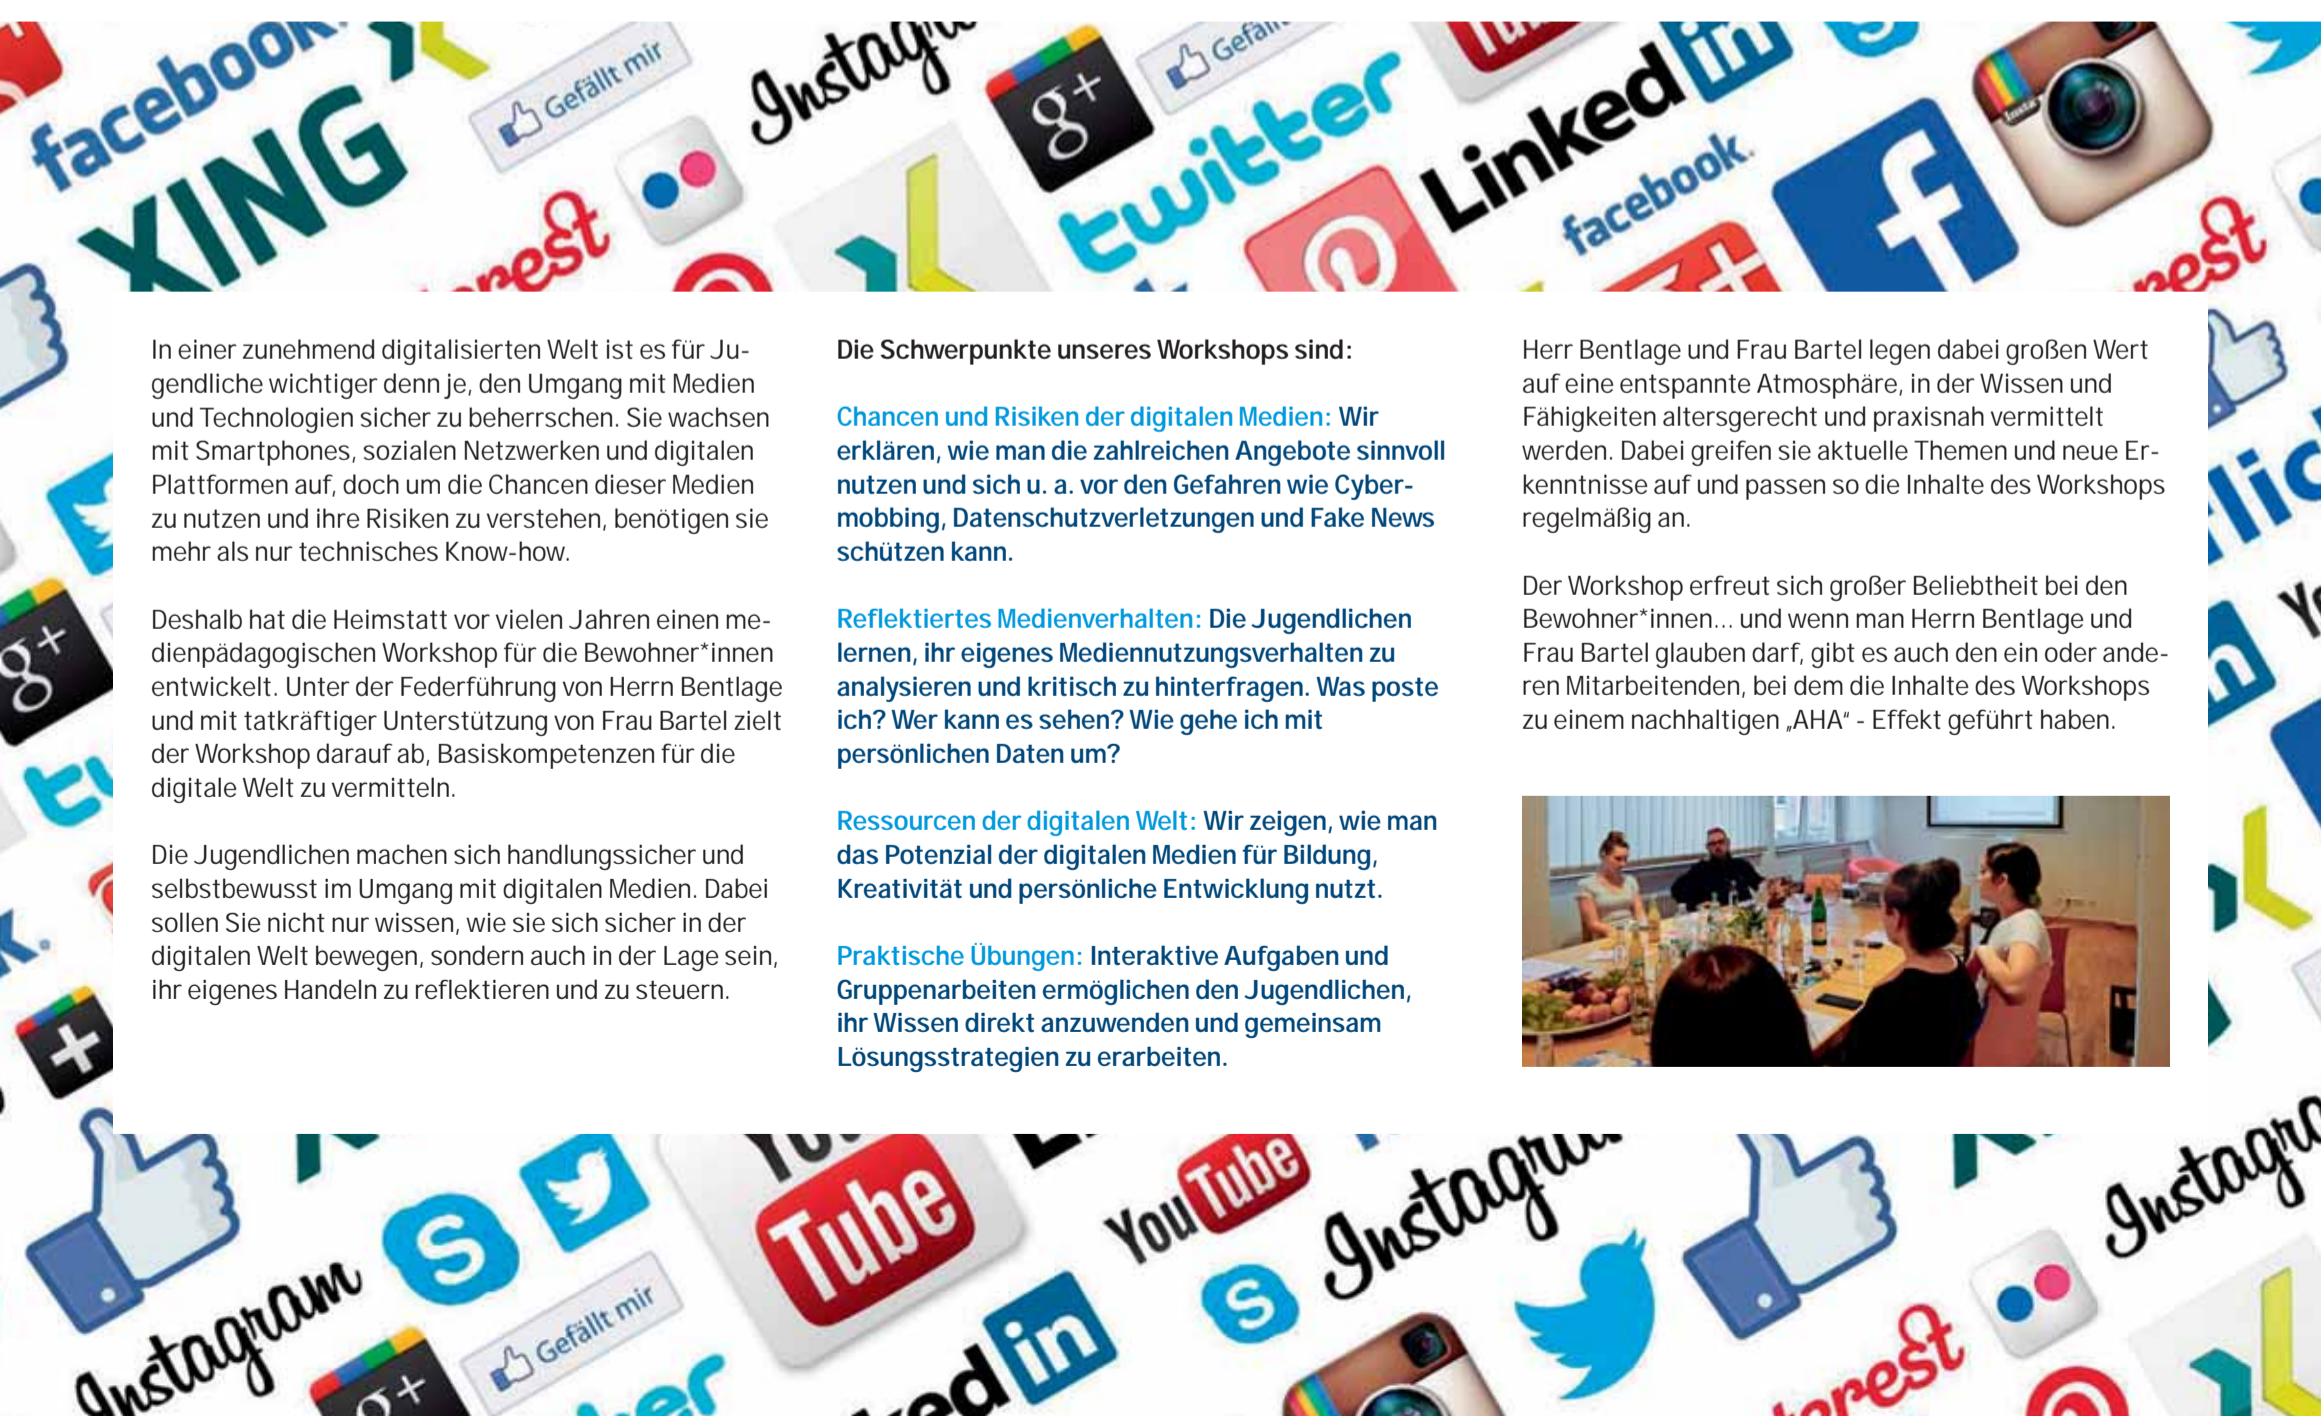 facebook
XING
Gefällt mir
Instagr
g+
Gefäll
twitter
Linked in
facebook.
Insta
rest
rest
In einer zunehmend digitalisierten Welt ist es für Ju-
gendliche wichtiger denn je, den Umgang mit Medien
und Technologien sicher zu beherrschen. Sie wachsen
mit Smartphones, sozialen Netzwerken und digitalen
Plattformen auf, doch um die Chancen dieser Medien
zu nutzen und ihre Risiken zu verstehen, benötigen sie
mehr als nur technisches Know-how.
Deshalb hat die Heimstatt vor vielen Jahren einen me-
dienpädagogischen Workshop für die Bewohner*innen
entwickelt. Unter der Federführung von Herrn Bentlage
und mit tatkräftiger Unterstützung von Frau Bartel zielt
der Workshop darauf ab, Basiskompetenzen für die
digitale Welt zu vermitteln.
Die Jugendlichen machen sich handlungssicher und
selbstbewusst im Umgang mit digitalen Medien. Dabei
sollen Sie nicht nur wissen, wie sie sich sicher in der
digitalen Welt bewegen, sondern auch in der Lage sein,
ihr eigenes Handeln zu reflektieren und zu steuern.
Die Schwerpunkte unseres Workshops sind:
Chancen und Risiken der digitalen Medien: Wir
erklären, wie man die zahlreichen Angebote sinnvoll
nutzen und sich u. a. vor den Gefahren wie Cyber-
mobbing, Datenschutzverletzungen und Fake News
schützen kann.
Reflektiertes Medienverhalten: Die Jugendlichen
lernen, ihr eigenes Mediennutzungsverhalten zu
analysieren und kritisch zu hinterfragen. Was poste
ich? Wer kann es sehen? Wie gehe ich mit
persönlichen Daten um?
Ressourcen der digitalen Welt: Wir zeigen, wie man
das Potenzial der digitalen Medien für Bildung,
Kreativität und persönliche Entwicklung nutzt.
Praktische Übungen: Interaktive Aufgaben und
Gruppenarbeiten ermöglichen den Jugendlichen,
ihr Wissen direkt anzuwenden und gemeinsam
Lösungsstrategien zu erarbeiten.
Herr Bentlage und Frau Bartel legen dabei großen Wert
auf eine entspannte Atmosphäre, in der Wissen und
Fähigkeiten altersgerecht und praxisnah vermittelt
werden. Dabei greifen sie aktuelle Themen und neue Er-
kenntnisse auf und passen so die Inhalte des Workshops
regelmäßig an.
Der Workshop erfreut sich großer Beliebtheit bei den
Bewohner*innen... und wenn man Herrn Bentlage und
Frau Bartel glauben darf, gibt es auch den ein oder ande-
ren Mitarbeitenden, bei dem die Inhalte des Workshops
zu einem nachhaltigen „AHA“ - Effekt geführt haben.
g+
flic
in
k.
You Tube
You Tube
Instagram
Instagra
Instagram
S
S
Gefällt mir
g+
ked in
erest